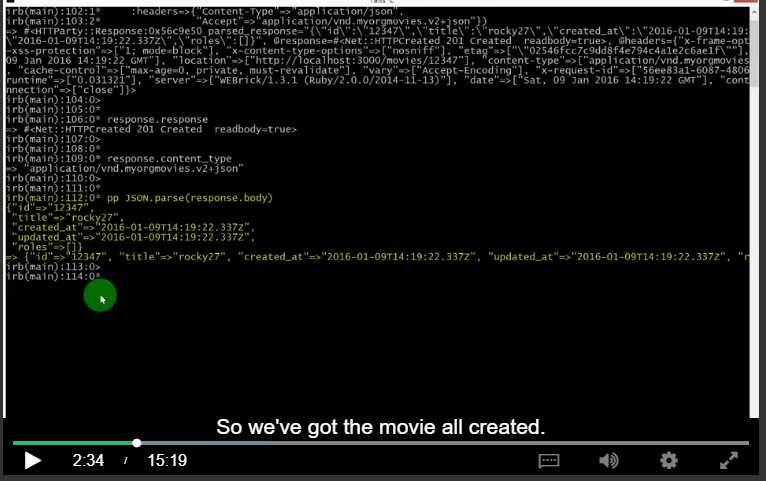 irb(main):102:1*     :headers=>{"Content-Type"=>"application/json",
irb(main):103:2*                "Accept"=>"application/vnd.myorgmovies.v2+json"})
=> #<HTTParty::Response:0x56c9e50 parsed_response="{\"id\":\"12347\",\"title\":\"rocky27\",\"created_at\":\"2016-01-09T14:19:
\"2016-01-09T14:19:22.337Z\",\"roles\":[]}", @response=#<Net::HTTPCreated 201 Created  readbody=true>, @headers={"x-frame-opt
-xss-protection"=>["1; mode=block"], "x-content-type-options"=>["nosniff"], "etag"=>["\"02546fcc7c9dd8f4e794c4a1e2c6ae1f\""],
09 Jan 2016 14:19:22 GMT"], "location"=>["http://localhost:3000/movies/12347"], "content-type"=>["application/vnd.myorgmovies
, "cache-control"=>["max-age=0, private, must-revalidate"], "vary"=>["Accept-Encoding"], "x-request-id"=>["56ee83a1-6087-4806
runtime"=>["0.031321"], "server"=>["WEBrick/1.3.1 (Ruby/2.0.0/2014-11-13)"], "date"=>["Sat, 09 Jan 2016 14:19:22 GMT"], "cont
nnection"=>["close"]}>
irb(main):104:0>
irb(main):105:0*
irb(main):106:0* response.response
=> #<Net::HTTPCreated 201 Created  readbody=true>
irb(main):107:0>
irb(main):108:0*
irb(main):109:0* response.content_type
=> "application/vnd.myorgmovies.v2+json"
irb(main):110:0>
irb(main):111:0*
irb(main):112:0* pp JSON.parse(response.body)
{"id"=>"12347",
 "title"=>"rocky27",
 "created_at"=>"2016-01-09T14:19:22.337Z",
 "updated_at"=>"2016-01-09T14:19:22.337Z",
 "roles"=>[]}
=> {"id"=>"12347", "title"=>"rocky27", "created_at"=>"2016-01-09T14:19:22.337Z", "updated_at"=>"2016-01-09T14:19:22.337Z", "r
irb(main):113:0>
irb(main):114:0*
So we've got the movie all created.
2:34 / 15:19